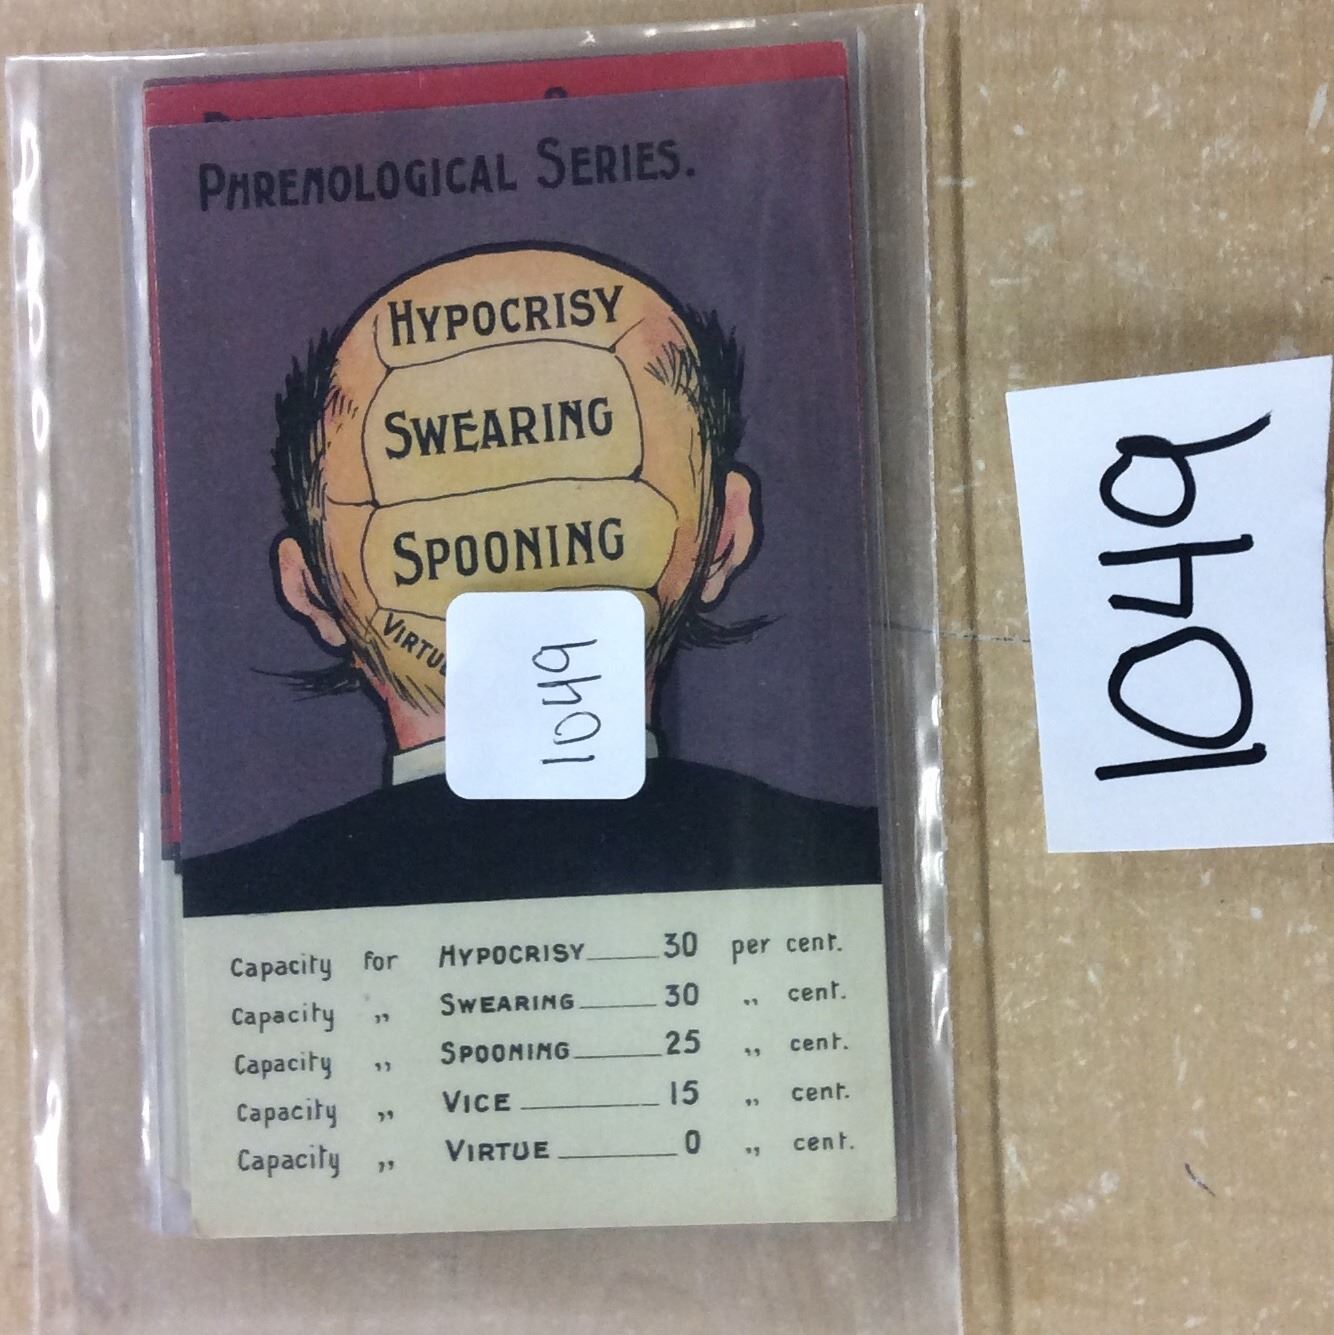 PHRENOLOGICAL SERIES.
HYPOCRISY
SWEARING
SPOONING
VIRTUE
1049
1049
Capacity for HYPOCRISY 30 per cent.
Capacity „ SWEARING 30 „ cent.
Capacity „ SPOONING 25 „ cent.
Capacity „ VICE 15 „ cent.
Capacity „ VIRTUE 0 „ cent.